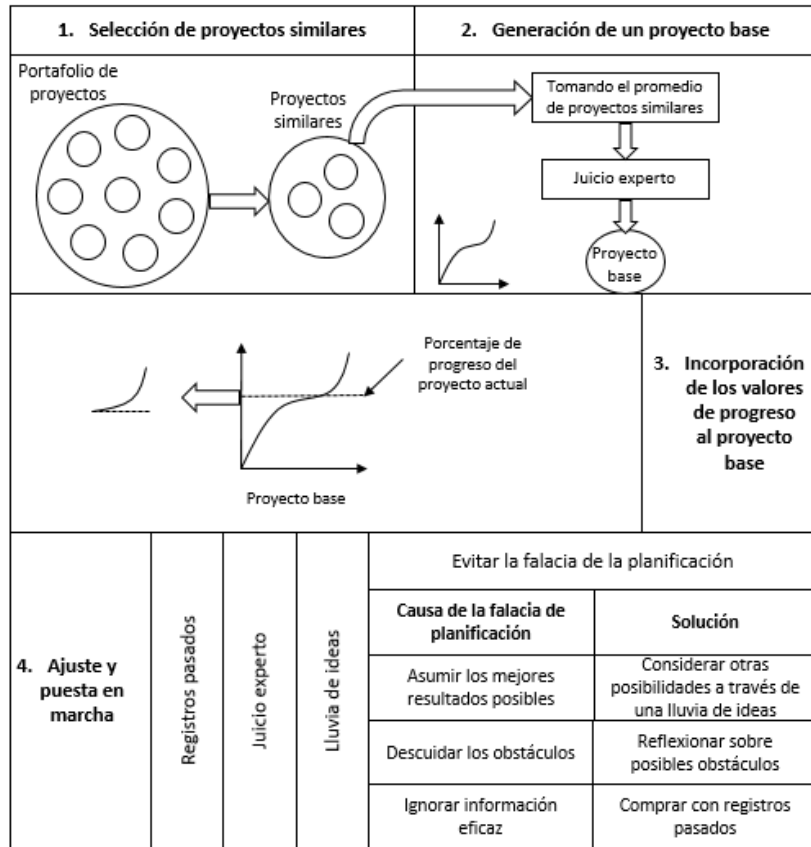 1. Selección de proyectos similares
2. Generación de un proyecto base
Portafolio de
proyectos
Proyectos
similares
Tomando el promedio
de proyectos similares
Juicio experto
Proyecto
base
Porcentaje de
progreso del
proyecto actual
Proyecto base
3. Incorporación
de los valores
de progreso
al proyecto
base
4. Ajuste y
puesta en
marcha
Registros pasados
Juicio experto
Lluvia de ideas
Evitar la falacia de la planificación
Causa de la falacia de
planificación
Solución
Asumir los mejores
resultados posibles
Considerar otras
posibilidades a través de
una lluvia de ideas
Descuidar los obstáculos
Reflexionar sobre
posibles obstáculos
Ignorar información
eficaz
Comprar con registros
pasados